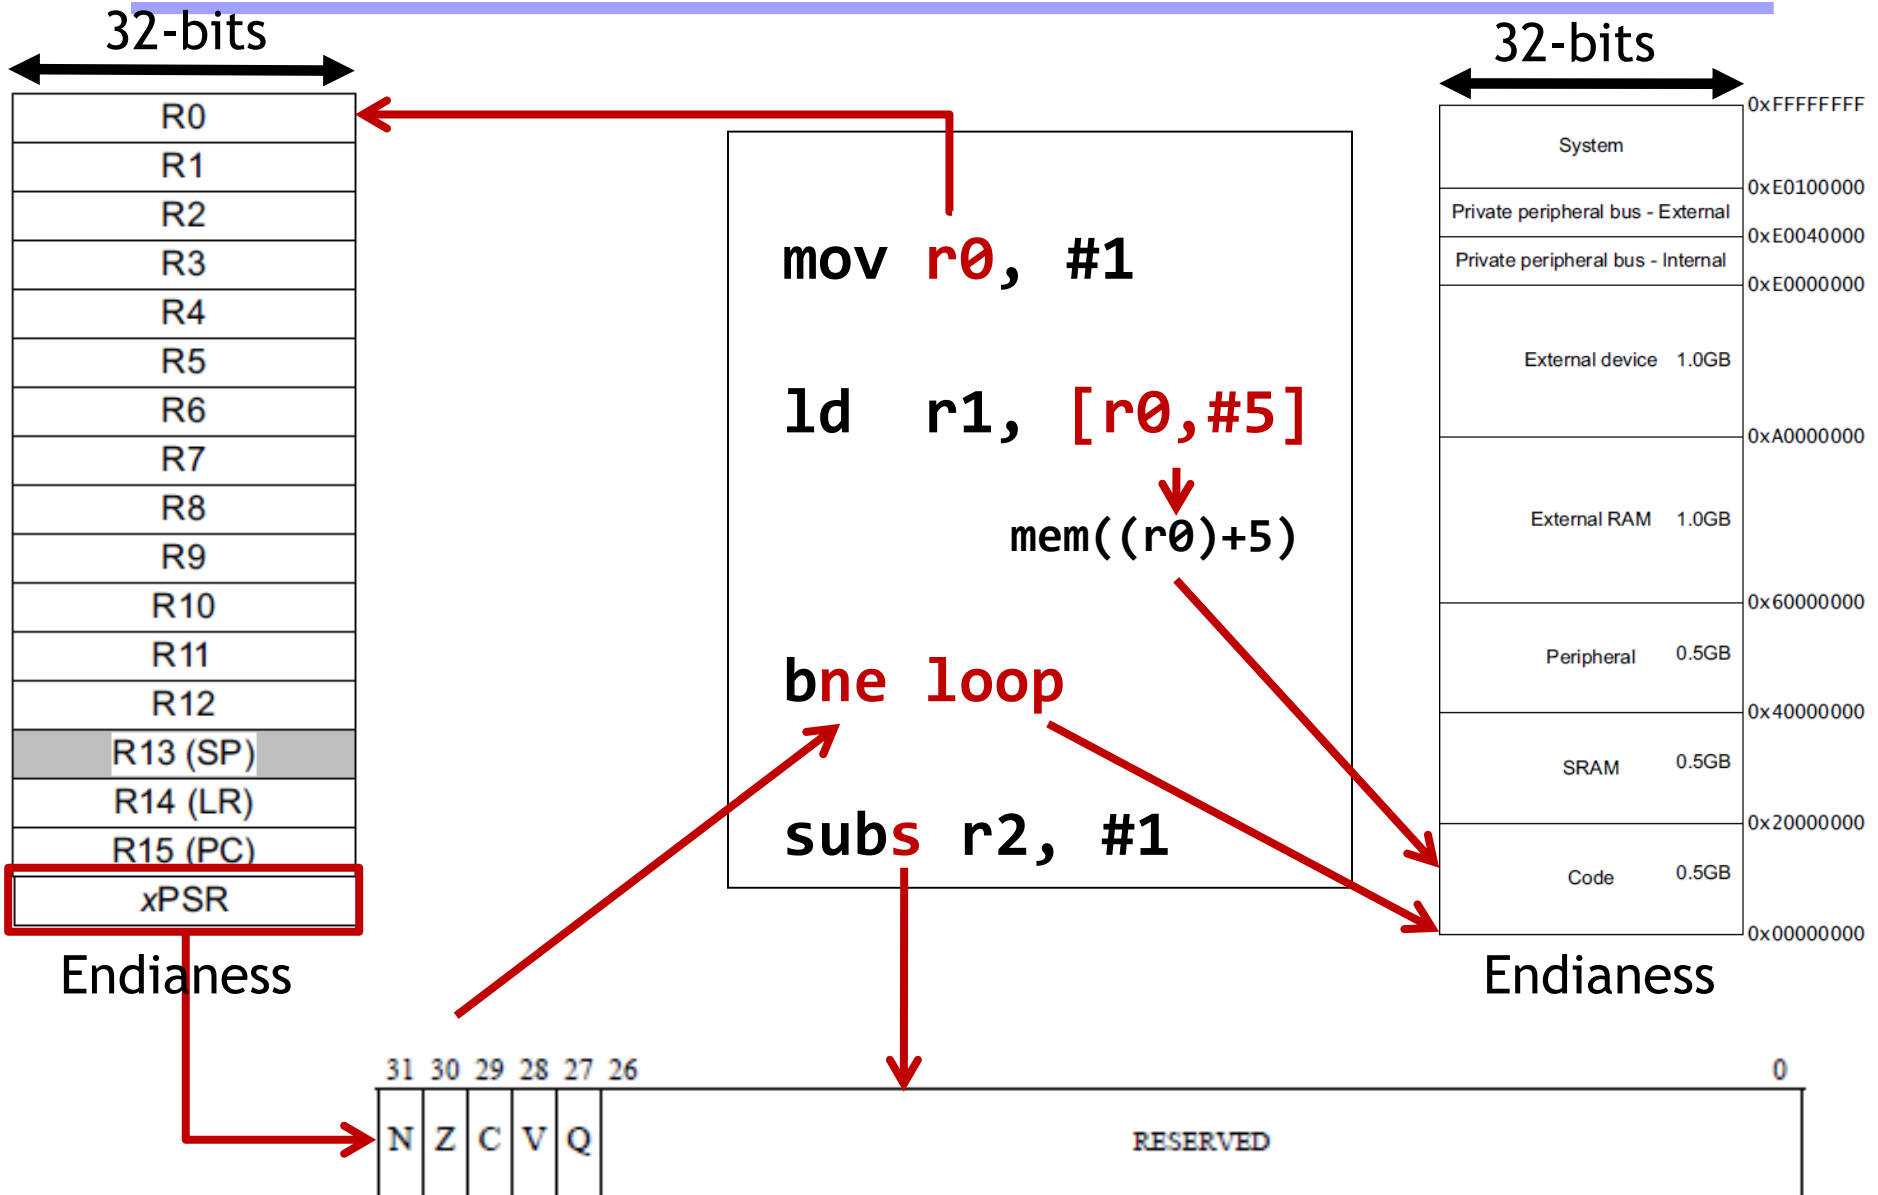 32-bits
R0
R1
R2
R3
R4
R5
R6
R7
R8
R9
R10
R11
R12
R13 (SP)
R14 (LR)
R15 (PC)
xPSR
Endianess
mov r0, #1
ld r1, [r0,#5]
mem((r0)+5)
bne loop
subs r2, #1
32-bits
0xFFFFFFFF
System
0xE0100000
Private peripheral bus - External
0xE0040000
Private peripheral bus - Internal
0xE0000000
External device 1.0GB
0xA0000000
External RAM 1.0GB
0x60000000
Peripheral 0.5GB
0x40000000
SRAM 0.5GB
0x20000000
Code 0.5GB
0x00000000
Endianess
31 30 29 28 27 26 0
N Z C V Q RESERVED